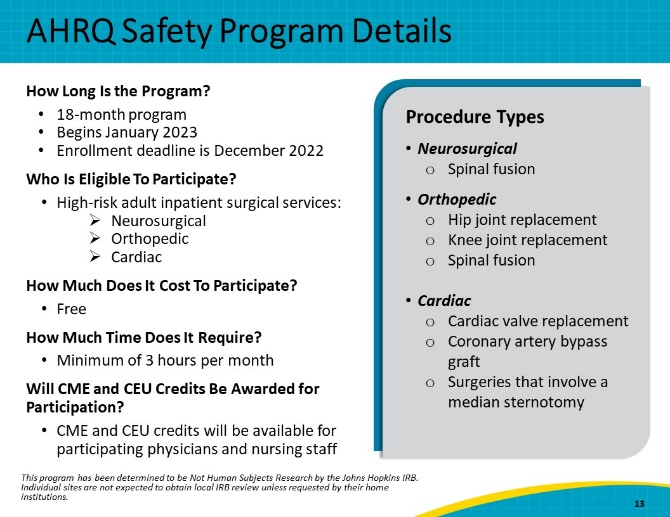 AHRQ Safety Program Details
How Long Is the Program?
• 18-month program
• Begins January 2023
• Enrollment deadline is December 2022
Who Is Eligible To Participate?
• High-risk adult inpatient surgical services:
➢ Neurosurgical
➢ Orthopedic
➢ Cardiac
How Much Does It Cost To Participate?
• Free
How Much Time Does It Require?
• Minimum of 3 hours per month
Will CME and CEU Credits Be Awarded for
Participation?
• CME and CEU credits will be available for
participating physicians and nursing staff
Procedure Types
• Neurosurgical
o Spinal fusion
• Orthopedic
o Hip joint replacement
o Knee joint replacement
o Spinal fusion
• Cardiac
o Cardiac valve replacement
o Coronary artery bypass
graft
o Surgeries that involve a
median sternotomy
This program has been determined to be Not Human Subjects Research by the Johns Hopkins IRB.
Individual sites are not expected to obtain local IRB review unless requested by their home
institutions.
13